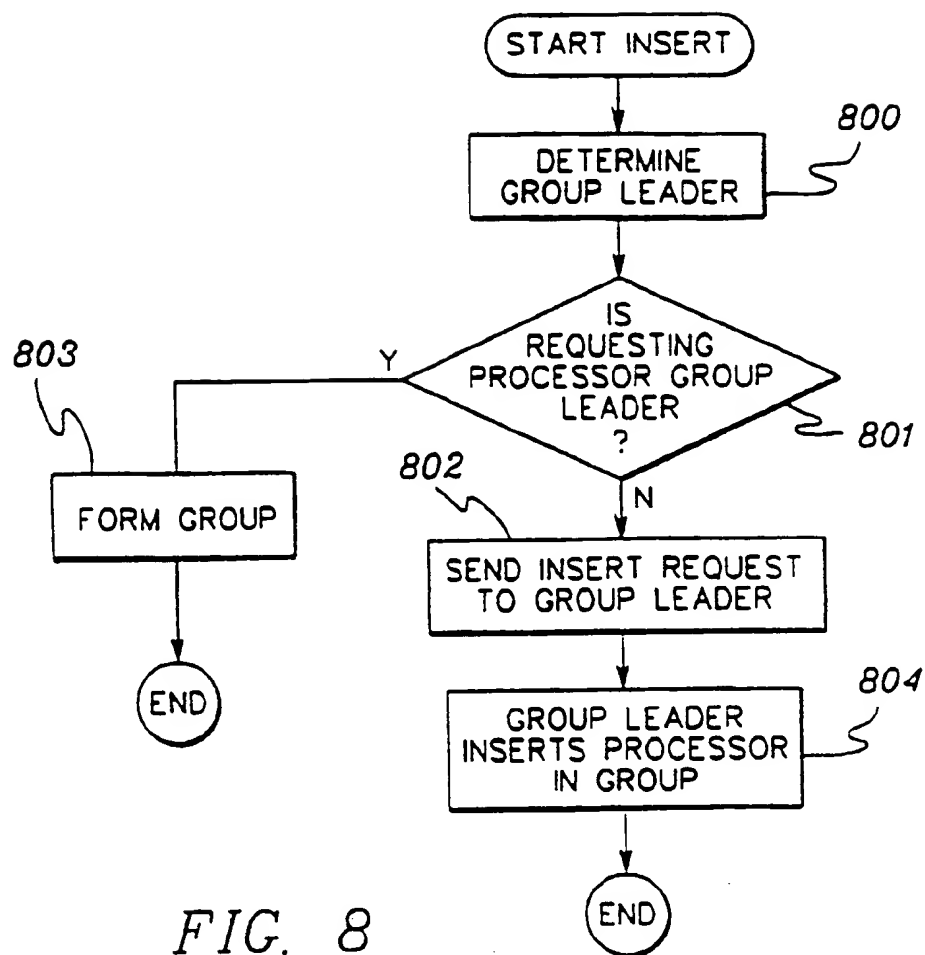 START INSERT
800
DETERMINE
GROUP LEADER
IS
REQUESTING
PROCESSOR GROUP
LEADER
?
801
Y
803
FORM GROUP
END
N
802
SEND INSERT REQUEST
TO GROUP LEADER
804
GROUP LEADER
INSERTS PROCESSOR
IN GROUP
END
FIG. 8